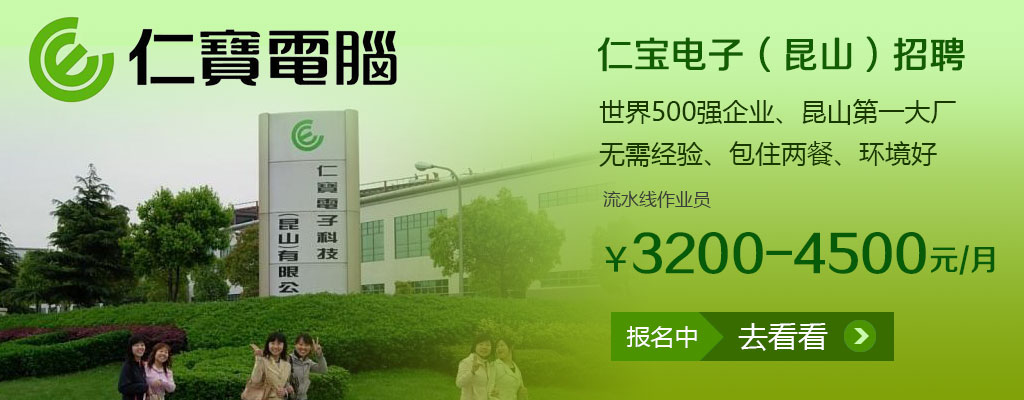 仁寶電腦
仁寶電子科技
(昆山)有限公
仁宝电子（昆山）招聘
世界500强企业、昆山第一大厂
无需经验、包住两餐、环境好
流水线作业员
￥3200-4500元/月
报名中 去看看